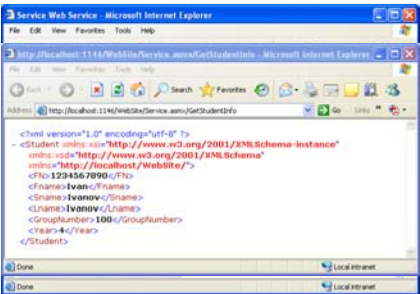 Service Web Service - Microsoft Internet Explorer
File Edit View Favorites Tools Help
http://localhost:1146/WebSite/Service.asmx/GetStudentInfo - Microsoft Internet Explorer
File Edit View Favorites Tools Help
Back Search Favorites
Address http://localhost:1146/WebSite/Service.asmx/GetStudentInfo Go Links »
<?xml version="1.0" encoding="utf-8" ?>
- <Student xmlns:xsi="http://www.w3.org/2001/XMLSchema-instance"
xmlns:xsd="http://www.w3.org/2001/XMLSchema"
xmlns="http://localhost/WebSite/">
<FN>1234567890</FN>
<Fname>Ivan</Fname>
<Sname>Ivanov</Sname>
<Lname>Ivanov</Lname>
<GroupNumber>100</GroupNumber>
<Year>4</Year>
</Student>
Done Local intranet
Done Local intranet